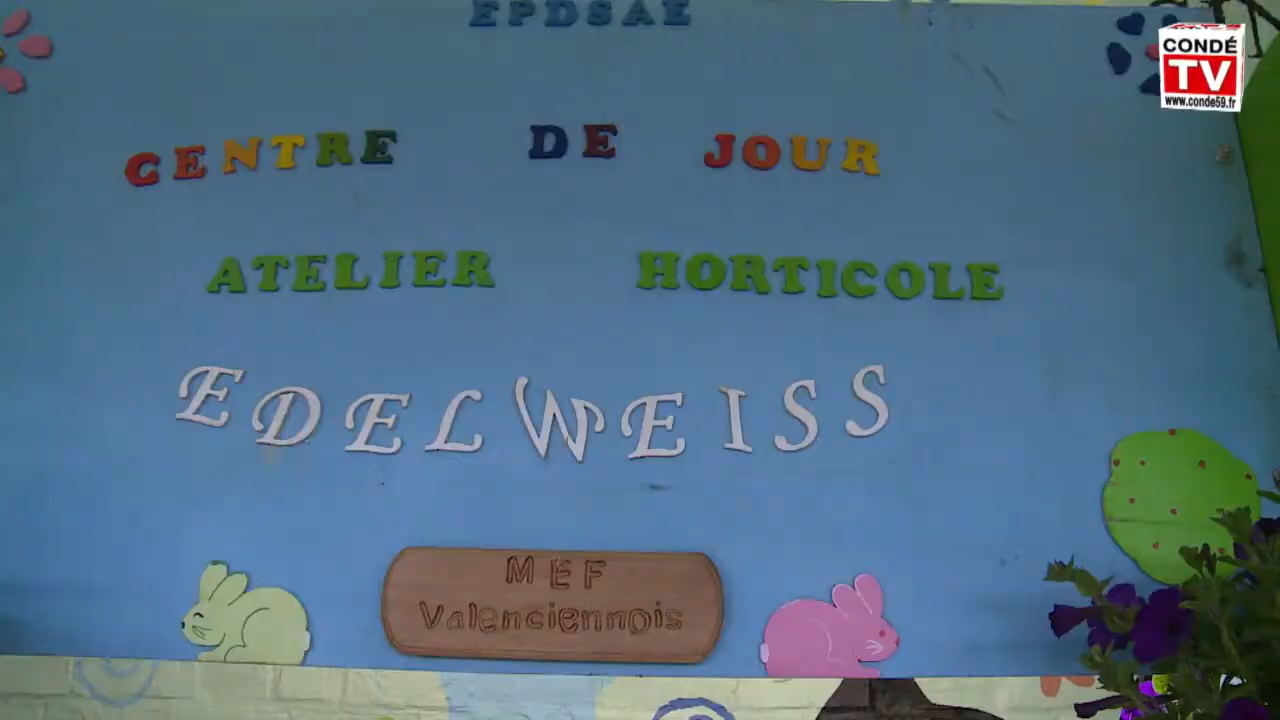 EPDSAE
CONDÉ
TV
www.conde59.fr
CENTRE DE JOUR
ATELIER HORTICOLE
EDELWEISS
MEF
Valenciennois